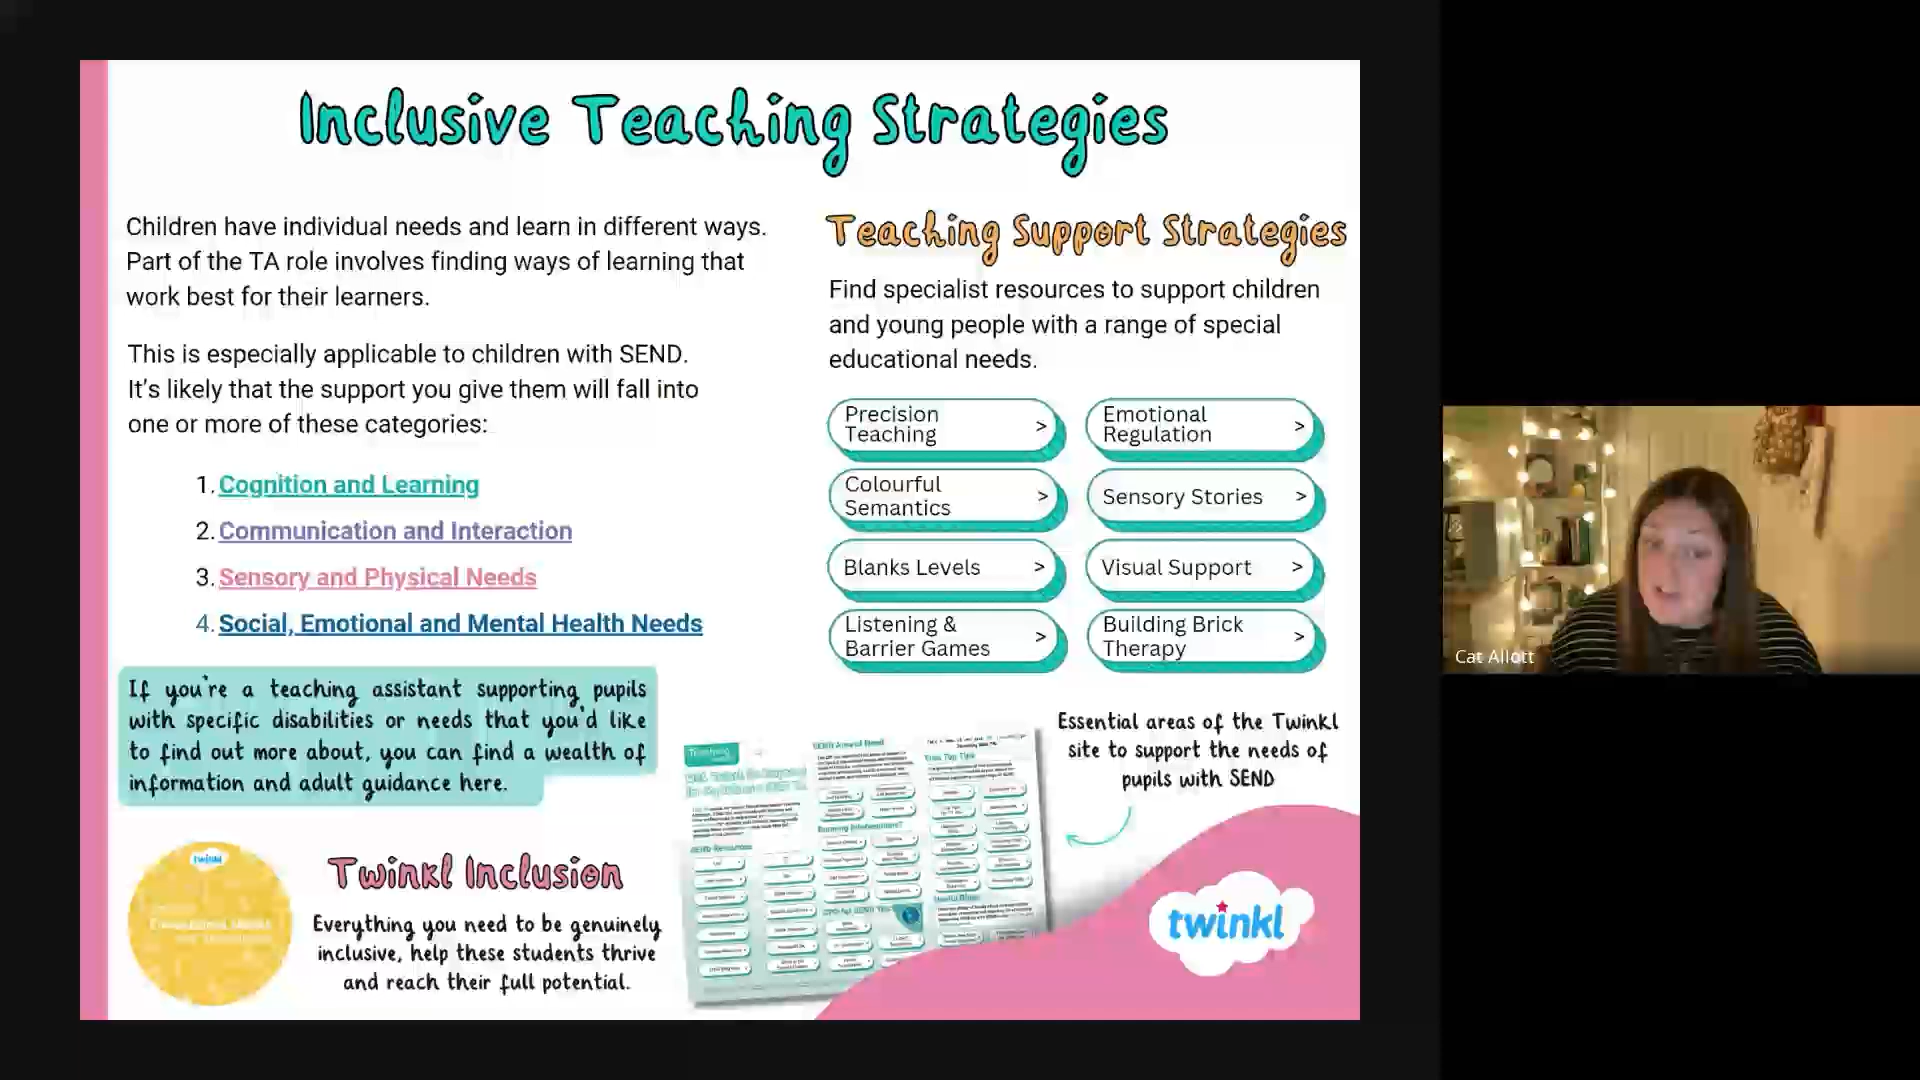 Inclusive Teaching Strategies
Children have individual needs and learn in different ways.
Part of the TA role involves finding ways of learning that
work best for their learners.
This is especially applicable to children with SEND.
It's likely that the support you give them will fall into
one or more of these categories:
1. Cognition and Learning
2. Communication and Interaction
3. Sensory and Physical Needs
4. Social, Emotional and Mental Health Needs
If you're a teaching assistant supporting pupils
with specific disabilities or needs that you'd like
to find out more about, you can find a wealth of
information and adult guidance here.
twinkl
Twinkl Inclusion
Everything you need to be genuinely
inclusive, help these students thrive
and reach their full potential.
Teaching Support Strategies
Find specialist resources to support children
and young people with a range of special
educational needs.
Precision
Teaching >
Emotional
Regulation >
Colourful
Semantics >
Sensory Stories >
Blanks Levels >
Visual Support >
Listening &
Barrier Games >
Building Brick
Therapy >
Essential areas of the Twinkl
site to support the needs of
pupils with SEND
twinkl
Cat Allott